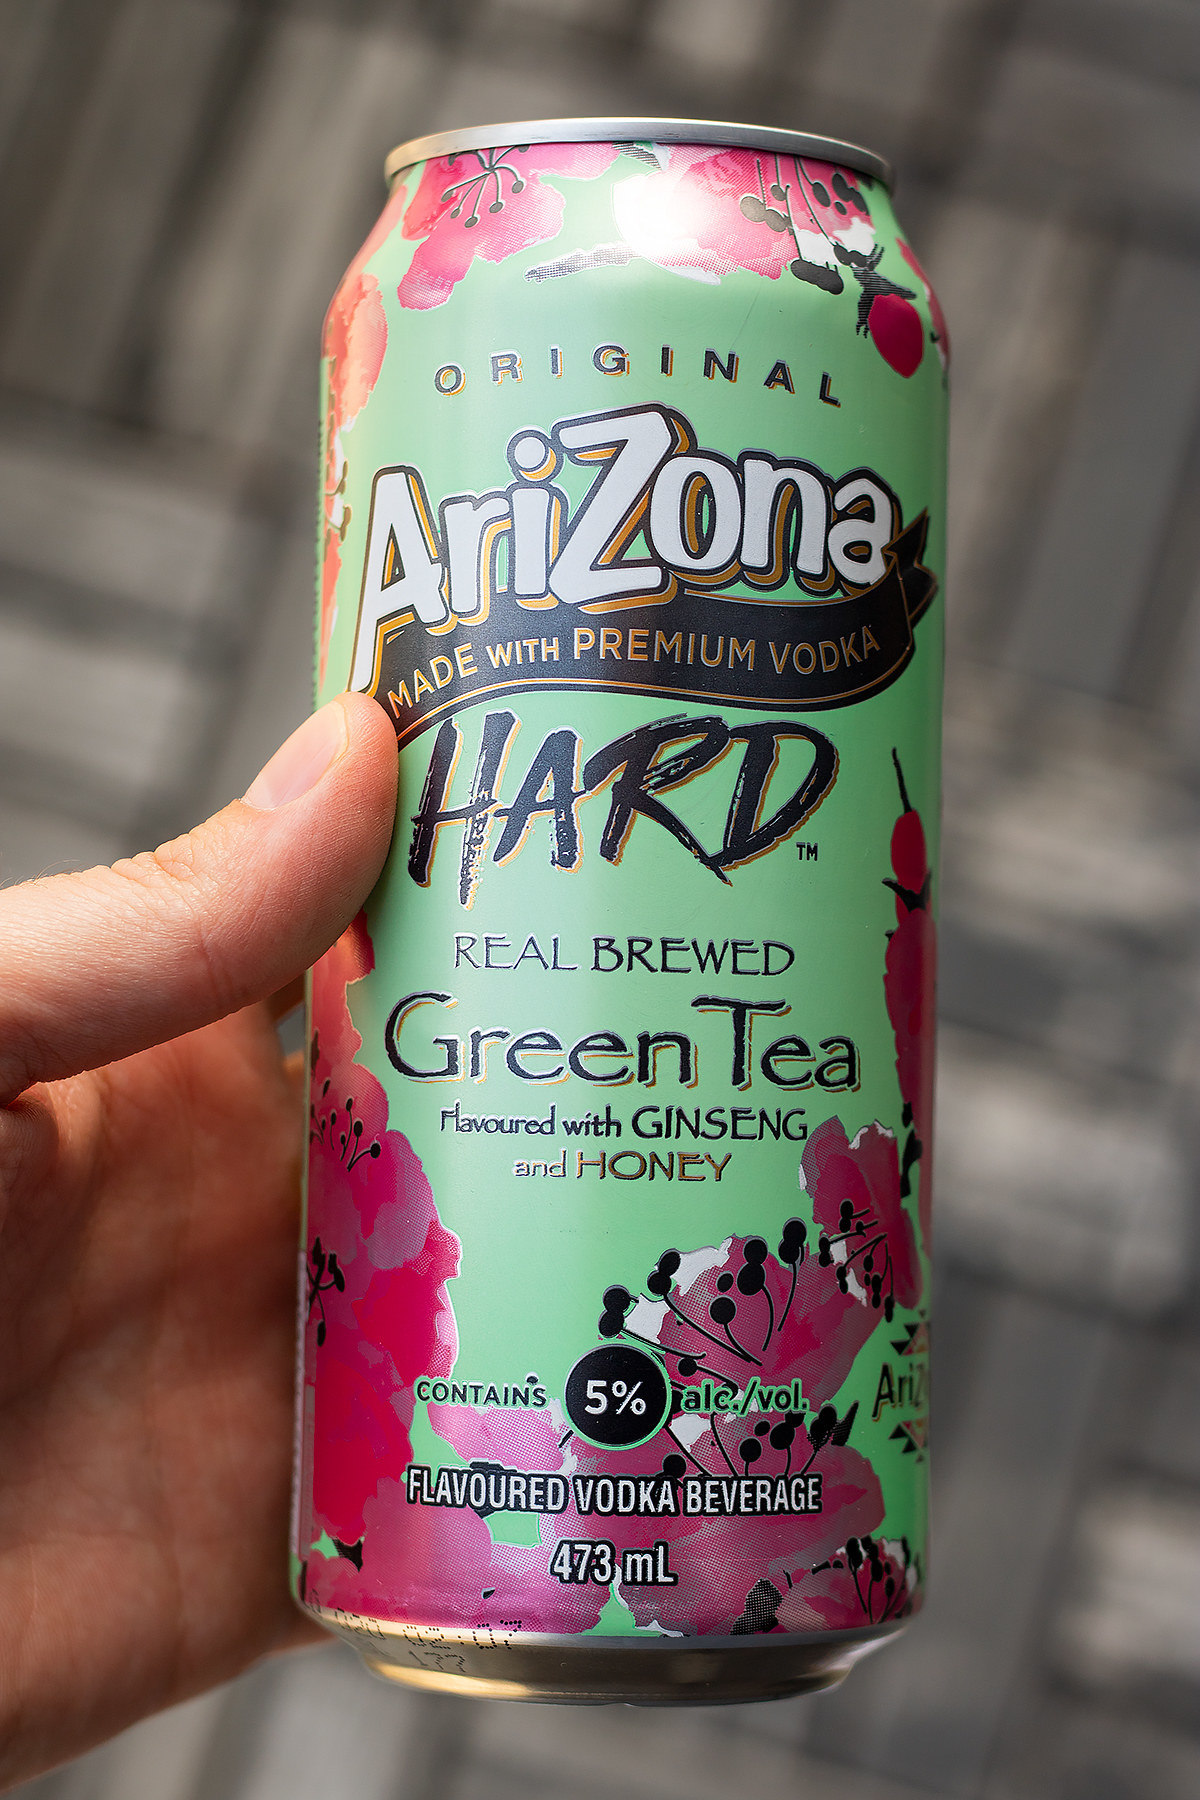 ORIGINAL
AriZona
MADE WITH PREMIUM VODKA
HARD™
REAL BREWED
Green Tea
Flavoured with GINSENG
and HONEY
CONTAINS 5% alc./vol.
FLAVOURED VODKA BEVERAGE
473 mL